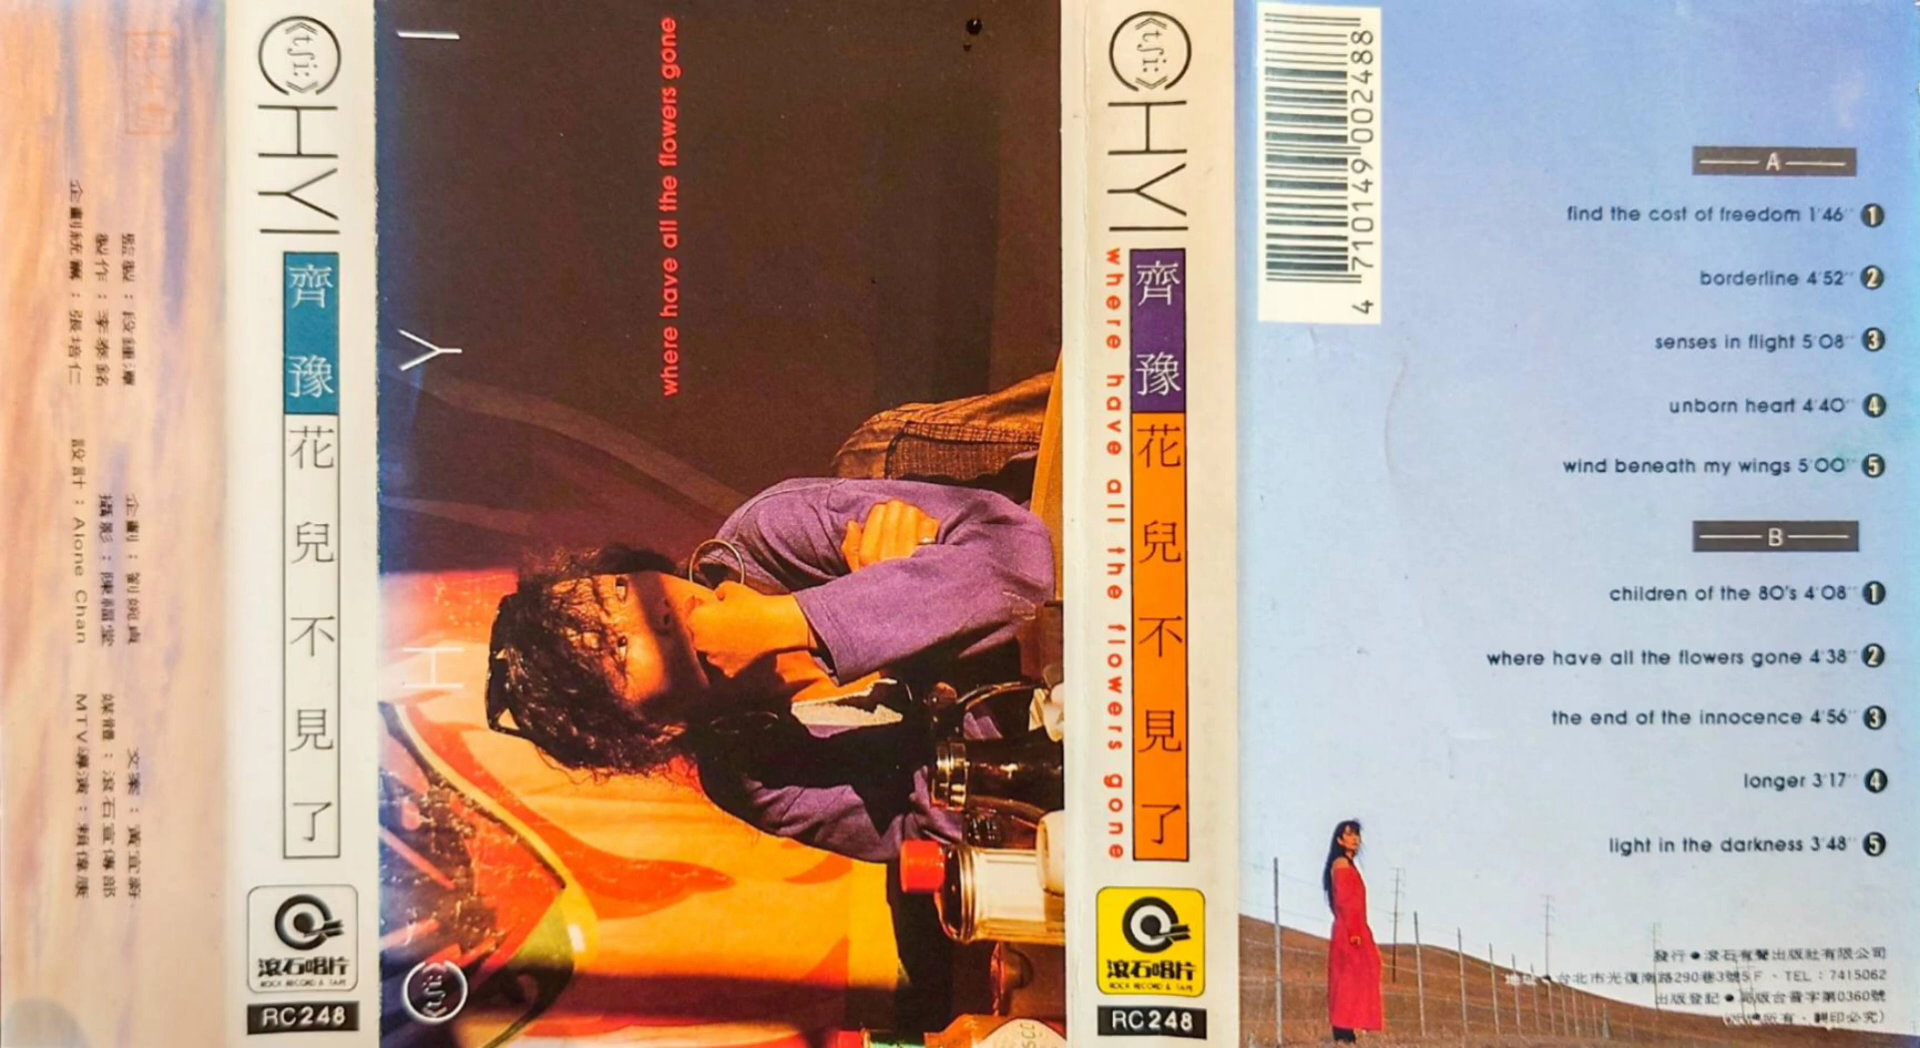 監製：段鍾潭
製作：李泰銘
企劃統籌：張培仁
企劃：劉婉貞
攝影：陳福堂
設計：Alone Chan
文案：黃宜蔚
媒體：滾石宣傳部
MTV導演：賴偉康
《tʃi:》
CHYI
齊豫
花兒不見了
滾石唱片
ROCK RECORD & TAPE
RC248
CHYI
《tʃi:》
where have all the flowers gone
《tʃi:》
CHYI
齊豫
花兒不見了
where have all the flowers gone
滾石唱片
ROCK RECORD & TAPE
RC248
4 710149 002488
A
find the cost of freedom 1'46" 1
borderline 4'52" 2
senses in flight 5'08" 3
unborn heart 4'40" 4
wind beneath my wings 5'00" 5
B
children of the 80's 4'08" 1
where have all the flowers gone 4'38" 2
the end of the innocence 4'56" 3
longer 3'17" 4
light in the darkness 3'48" 5
發行●滾石有聲出版社有限公司
地址●台北市光復南路290巷3號5F、TEL：7415062
出版登記●局版台音字第0360號
版權所有·翻印必究)